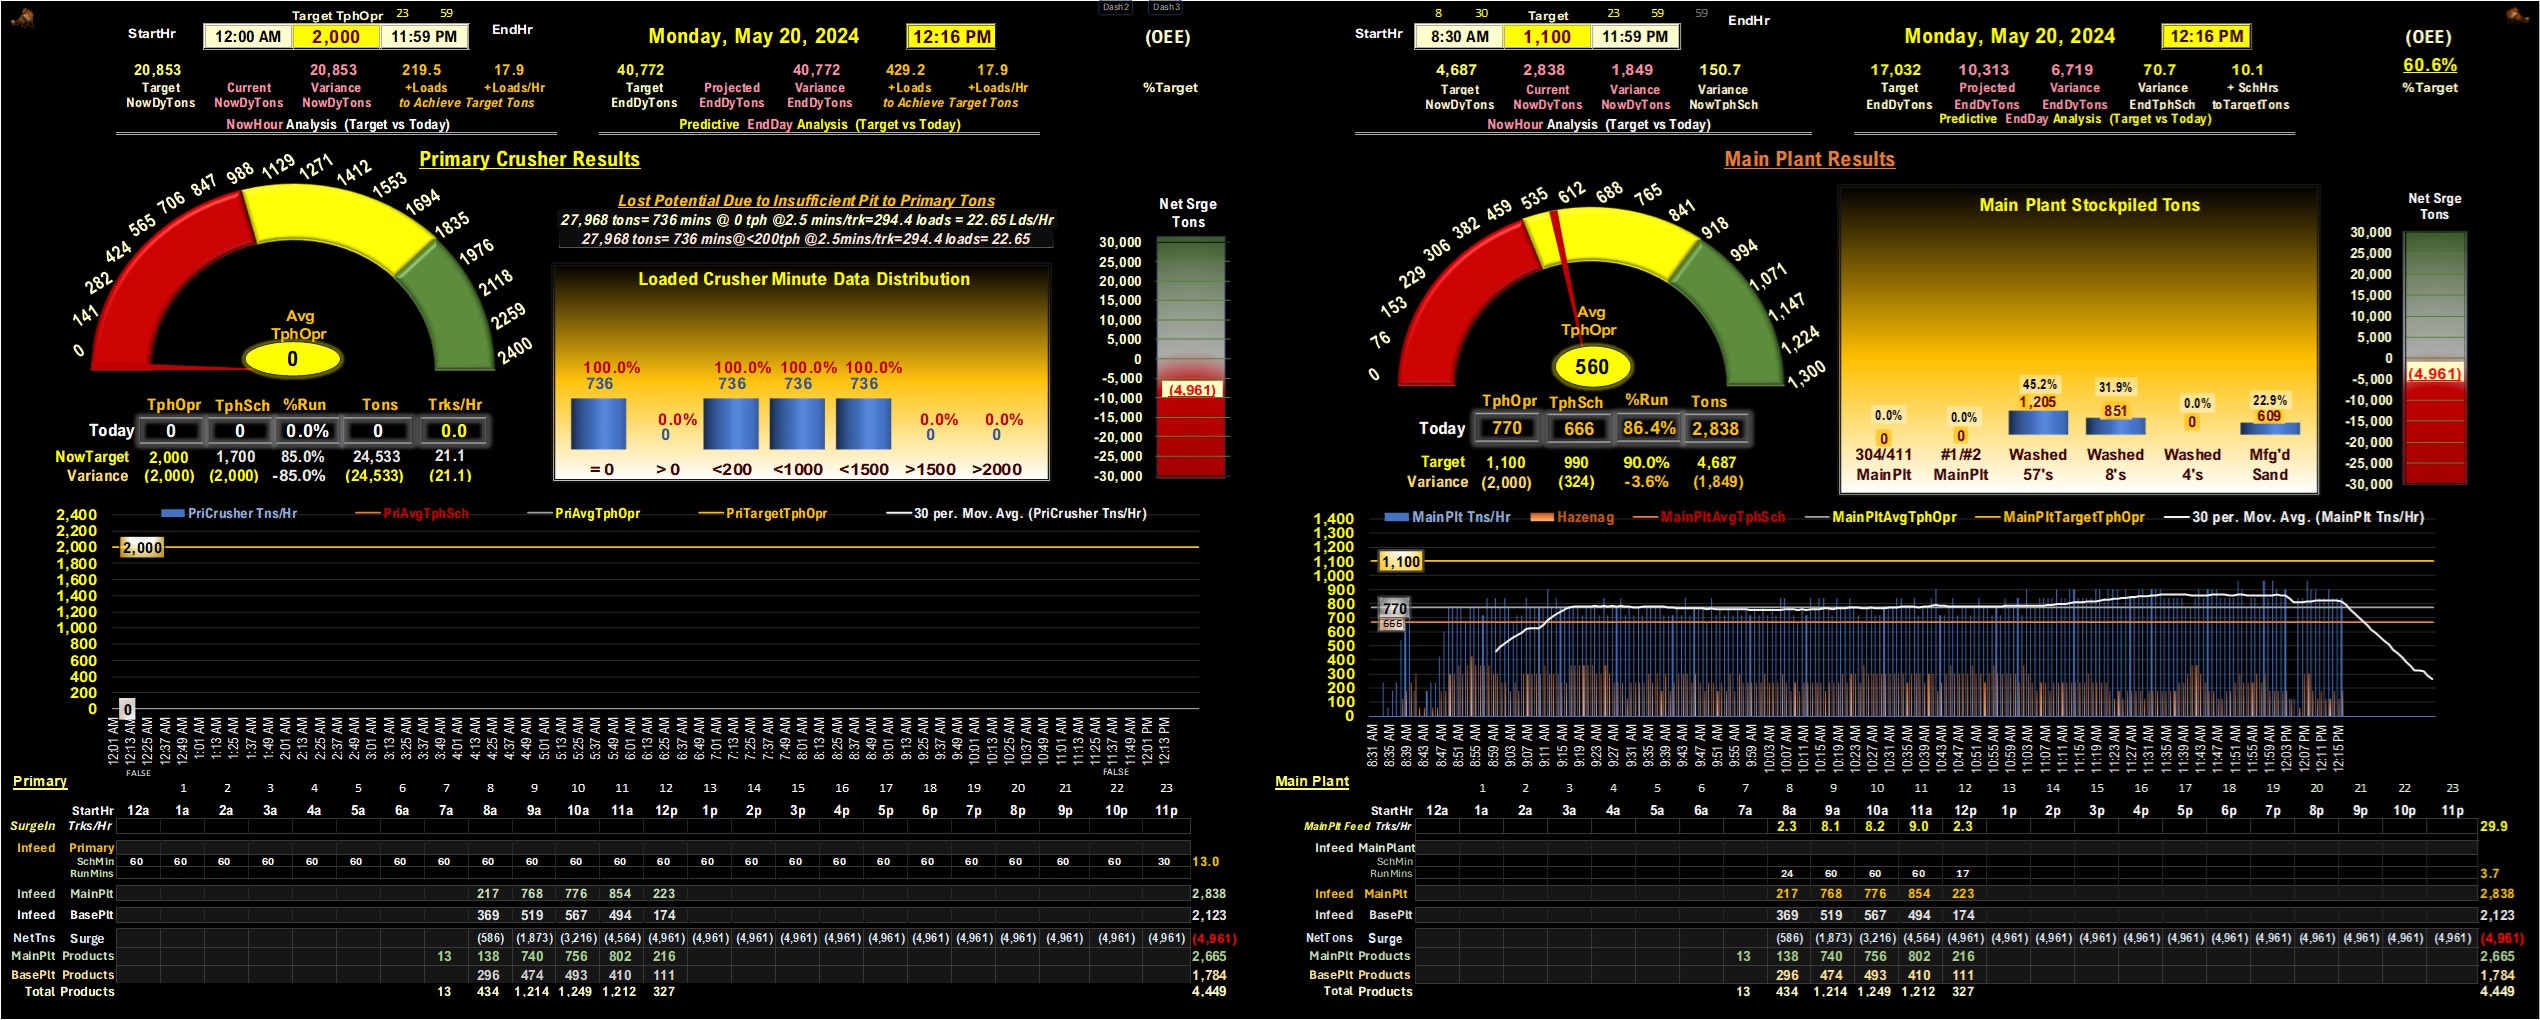 Dash2 Dash3
Target TphOpr 23 59
StartHr 12:00 AM 2,000 11:59 PM EndHr
Monday, May 20, 2024 12:16 PM (OEE)
20,853 20,853 219.5 17.9
Target Current Variance +Loads +Loads/Hr
NowDyTons NowDyTons NowDyTons to Achieve Target Tons
NowHour Analysis (Target vs Today)
40,772 40,772 429.2 17.9
Target Projected Variance +Loads +Loads/Hr
EndDyTons EndDyTons EndDyTons to Achieve Target Tons
Predictive EndDay Analysis (Target vs Today)
%Target
Primary Crusher Results
0 141 282 424 565 706 847 988 1129 1271 1412 1553 1694 1835 1976 2118 2259 2400
Avg
TphOpr
0
Lost Potential Due to Insufficient Pit to Primary Tons
27,968 tons= 736 mins @ 0 tph @2.5 mins/trk=294.4 loads = 22.65 Lds/Hr
27,968 tons= 736 mins@<200tph @2.5mins/trk=294.4 loads= 22.65
Loaded Crusher Minute Data Distribution
100.0% 0.0% 100.0% 100.0% 100.0% 0.0% 0.0%
736 0 736 736 736 0 0
= 0 > 0 <200 <1000 <1500 >1500 >2000
Net Srge
Tons
30,000
25,000
20,000
15,000
10,000
5,000
0
-5,000
(4,961)
-10,000
-15,000
-20,000
-25,000
-30,000
TphOpr TphSch %Run Tons Trks/Hr
Today 0 0 0.0% 0 0.0
NowTarget 2,000 1,700 85.0% 24,533 21.1
Variance (2,000) (2,000) -85.0% (24,533) (21.1)
PriCrusher Tns/Hr PriAvgTphSch PriAvgTphOpr PriTargetTphOpr 30 per. Mov. Avg. (PriCrusher Tns/Hr)
2,400
2,200
2,000
1,800
1,600
1,400
1,200
1,000
800
600
400
200
0
2,000
0
12:01 AM 12:13 AM 12:25 AM 12:37 AM 12:49 AM 1:01 AM 1:13 AM 1:25 AM 1:37 AM 1:49 AM 2:01 AM 2:13 AM 2:25 AM 2:37 AM 2:49 AM 3:01 AM 3:13 AM 3:25 AM 3:37 AM 3:49 AM 4:01 AM 4:13 AM 4:25 AM 4:37 AM 4:49 AM 5:01 AM 5:13 AM 5:25 AM 5:37 AM 5:49 AM 6:01 AM 6:13 AM 6:25 AM 6:37 AM 6:49 AM 7:01 AM 7:13 AM 7:25 AM 7:37 AM 7:49 AM 8:01 AM 8:13 AM 8:25 AM 8:37 AM 8:49 AM 9:01 AM 9:13 AM 9:25 AM 9:37 AM 9:49 AM 10:01 AM 10:13 AM 10:25 AM 10:37 AM 10:49 AM 11:01 AM 11:13 AM 11:25 AM 11:37 AM 11:49 AM 12:01 PM 12:13 PM
FALSE FALSE
Primary
1 2 3 4 5 6 7 8 9 10 11 12 13 14 15 16 17 18 19 20 21 22 23
StartHr 12a 1a 2a 3a 4a 5a 6a 7a 8a 9a 10a 11a 12p 1p 2p 3p 4p 5p 6p 7p 8p 9p 10p 11p
SurgeIn Trks/Hr
Infeed Primary
SchMin 60 60 60 60 60 60 60 60 60 60 60 60 60 60 60 60 60 60 60 60 60 60 60 30 13.0
RunMins
Infeed MainPlt 217 768 776 854 223 2,838
Infeed BasePlt 369 519 567 494 174 2,123
NetTns Surge (586) (1,873) (3,216) (4,564) (4,961) (4,961) (4,961) (4,961) (4,961) (4,961) (4,961) (4,961) (4,961) (4,961) (4,961) (4,961) (4,961)
MainPlt Products 13 138 740 756 802 216 2,665
BasePlt Products 296 474 493 410 111 1,784
Total Products 13 434 1,214 1,249 1,212 327 4,449
8 30 Target 23 59 59
StartHr 8:30 AM 1,100 11:59 PM EndHr
Monday, May 20, 2024 12:16 PM (OEE)
4,687 2,838 1,849 150.7
Target Current Variance Variance
NowDyTons NowDyTons NowDyTons NowTphSch
NowHour Analysis (Target vs Today)
17,032 10,313 6,719 70.7 10.1
Target Projected Variance Variance + SchHrs
EndDyTons EndDyTons EndDyTons EndTphSch toTargetTons
Predictive EndDay Analysis (Target vs Today)
60.6%
%Target
Main Plant Results
0 76 153 229 306 382 459 535 612 688 765 841 918 994 1,071 1,147 1,224 1,300
Avg
TphOpr
560
Main Plant Stockpiled Tons
0.0% 0.0% 45.2% 31.9% 0.0% 22.9%
0 0 1,205 851 0 609
304/411 #1/#2 Washed Washed Washed Mfg'd
MainPlt MainPlt 57's 8's 4's Sand
Net Srge
Tons
30,000
25,000
20,000
15,000
10,000
5,000
0
(4,961)
-5,000
-10,000
-15,000
-20,000
-25,000
-30,000
TphOpr TphSch %Run Tons
Today 770 666 86.4% 2,838
Target 1,100 990 90.0% 4,687
Variance (2,000) (324) -3.6% (1,849)
MainPlt Tns/Hr Hazenag MainPltAvgTphSch MainPltAvgTphOpr MainPltTargetTphOpr 30 per. Mov. Avg. (MainPlt Tns/Hr)
1,400
1,300
1,200
1,100
1,000
900
800
770
700
666
600
500
400
300
200
100
0
8:31 AM 8:35 AM 8:39 AM 8:43 AM 8:47 AM 8:51 AM 8:55 AM 8:59 AM 9:03 AM 9:07 AM 9:11 AM 9:15 AM 9:19 AM 9:23 AM 9:27 AM 9:31 AM 9:35 AM 9:39 AM 9:43 AM 9:47 AM 9:51 AM 9:55 AM 9:59 AM 10:03 AM 10:07 AM 10:11 AM 10:15 AM 10:19 AM 10:23 AM 10:27 AM 10:31 AM 10:35 AM 10:39 AM 10:43 AM 10:47 AM 10:51 AM 10:55 AM 10:59 AM 11:03 AM 11:07 AM 11:11 AM 11:15 AM 11:19 AM 11:23 AM 11:27 AM 11:31 AM 11:35 AM 11:39 AM 11:43 AM 11:47 AM 11:51 AM 11:55 AM 11:59 AM 12:03 PM 12:07 PM 12:11 PM 12:15 PM
Main Plant
1 2 3 4 5 6 7 8 9 10 11 12 13 14 15 16 17 18 19 20 21 22 23
StartHr 12a 1a 2a 3a 4a 5a 6a 7a 8a 9a 10a 11a 12p 1p 2p 3p 4p 5p 6p 7p 8p 9p 10p 11p
MainPlt Feed Trks/Hr 2.3 8.1 8.2 9.0 2.3 29.9
Infeed MainPlant
SchMin
RunMins 24 60 60 60 17 3.7
Infeed MainPlt 217 768 776 854 223 2,838
Infeed BasePlt 369 519 567 494 174 2,123
NetTons Surge (586) (1,873) (3,216) (4,564) (4,961) (4,961) (4,961) (4,961) (4,961) (4,961) (4,961) (4,961) (4,961) (4,961) (4,961) (4,961) (4,961)
MainPlt Products 13 138 740 756 802 216 2,665
BasePlt Products 296 474 493 410 111 1,784
Total Products 13 434 1,214 1,249 1,212 327 4,449